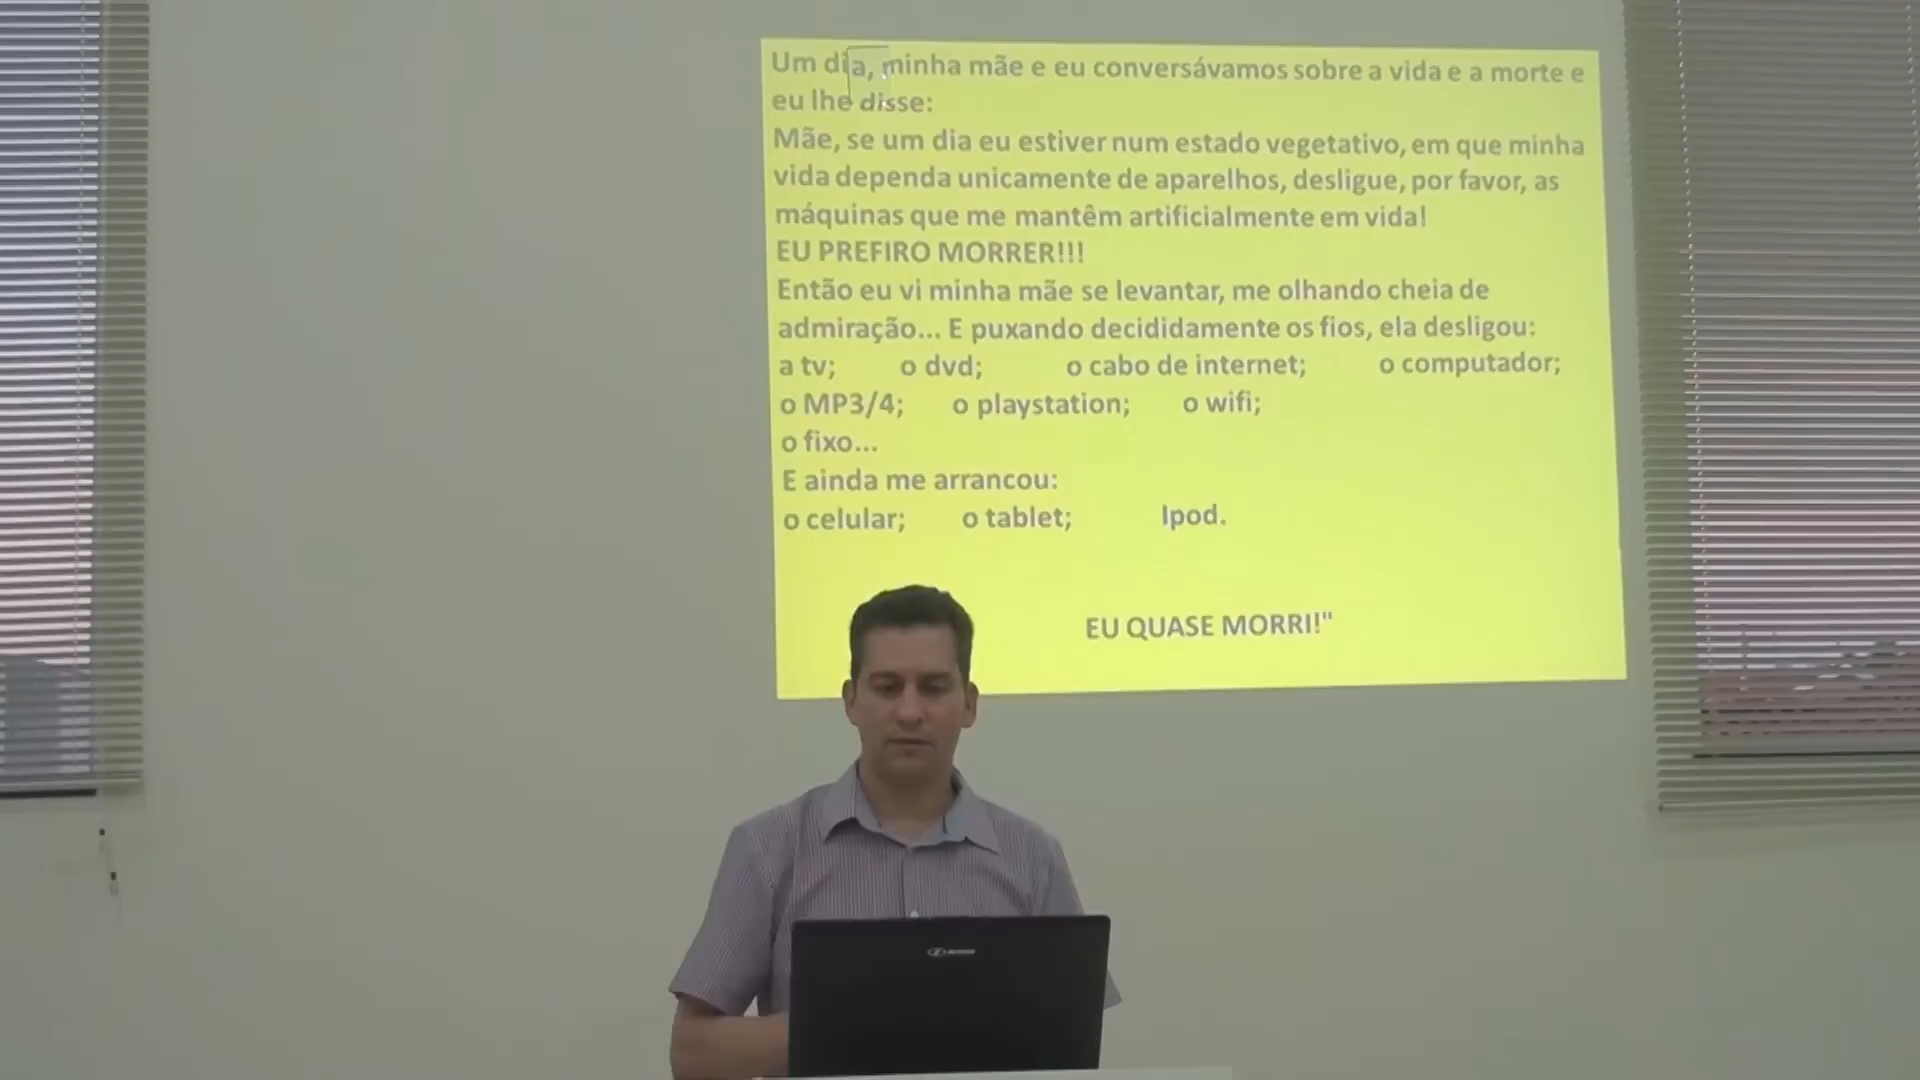 Um dia, minha mãe e eu conversávamos sobre a vida e a morte e
eu lhe disse:
Mãe, se um dia eu estiver num estado vegetativo, em que minha
vida dependa unicamente de aparelhos, desligue, por favor, as
máquinas que me mantêm artificialmente em vida!
EU PREFIRO MORRER!!!
Então eu vi minha mãe se levantar, me olhando cheia de
admiração... E puxando decididamente os fios, ela desligou:
a tv; o dvd; o cabo de internet; o computador;
o MP3/4; o playstation; o wifi;
o fixo...
E ainda me arrancou:
o celular; o tablet; Ipod.
EU QUASE MORRI!"